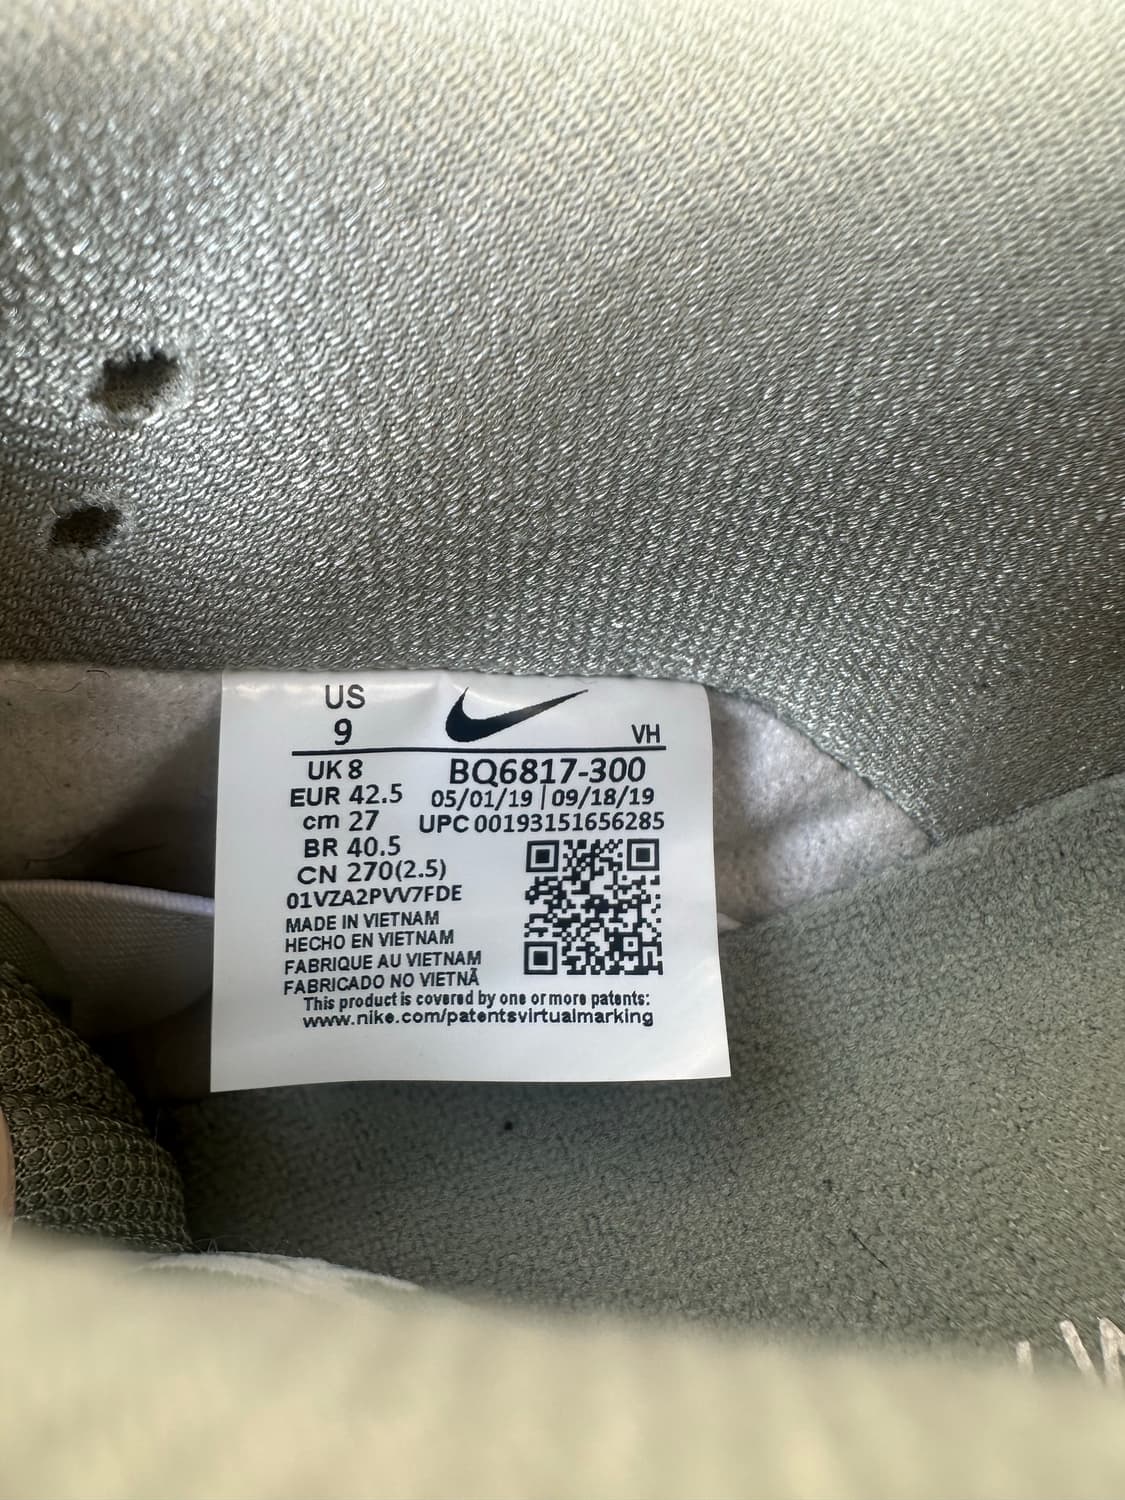 US
9
VH
UK 8
EUR 42.5
cm 27
BR 40.5
CN 270(2.5)
BQ6817-300
05/01/19 | 09/18/19
UPC 00193151656285
01VZA2PVV7FDE
MADE IN VIETNAM
HECHO EN VIETNAM
FABRIQUE AU VIETNAM
FABRICADO NO VIETNÃ
This product is covered by one or more patents:
www.nike.com/patentsvirtualmarking